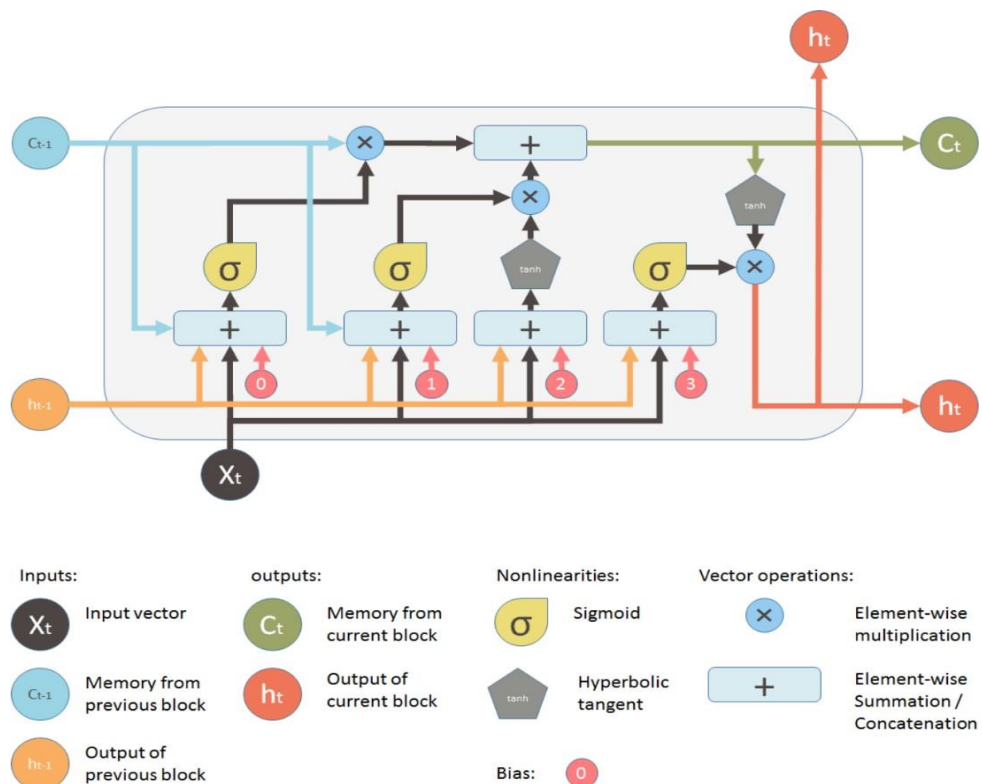 ht
Ct-1
×
+
Ct
×
tanh
σ
σ
tanh
σ
×
+
+
+
+
0
1
2
3
ht-1
ht
Xt
Inputs:
outputs:
Nonlinearities:
Vector operations:
Xt
Input vector
Ct
Memory from
current block
σ
Sigmoid
×
Element-wise
multiplication
Ct-1
Memory from
previous block
ht
Output of
current block
tanh
Hyperbolic
tangent
+
Element-wise
Summation /
Concatenation
ht-1
Output of
previous block
Bias:
0